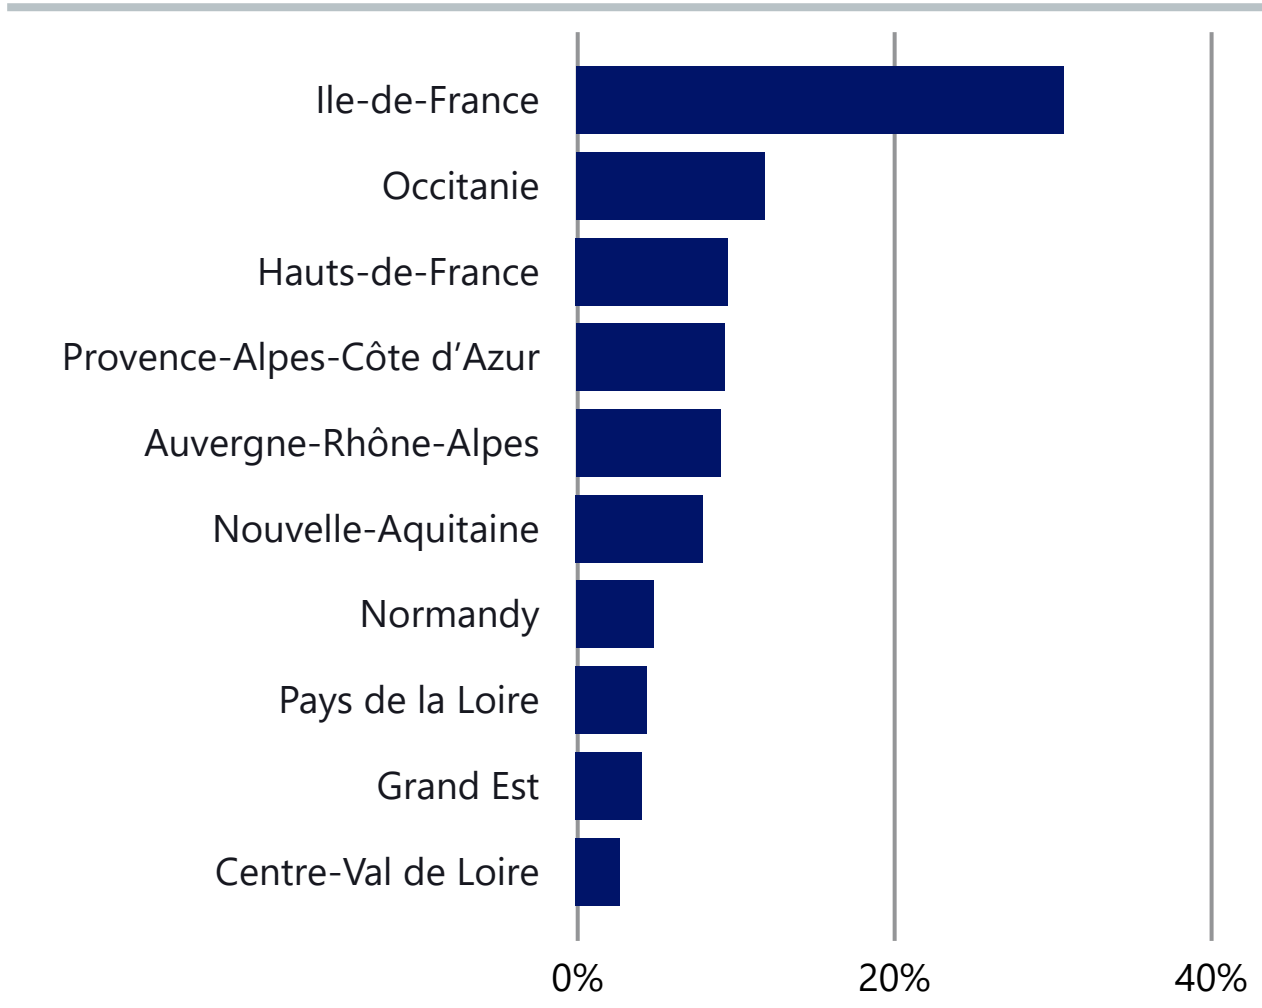 Ile-de-France
Occitanie
Hauts-de-France
Provence-Alpes-Côte d’Azur
Auvergne-Rhône-Alpes
Nouvelle-Aquitaine
Normandy
Pays de la Loire
Grand Est
Centre-Val de Loire
0% 20% 40%